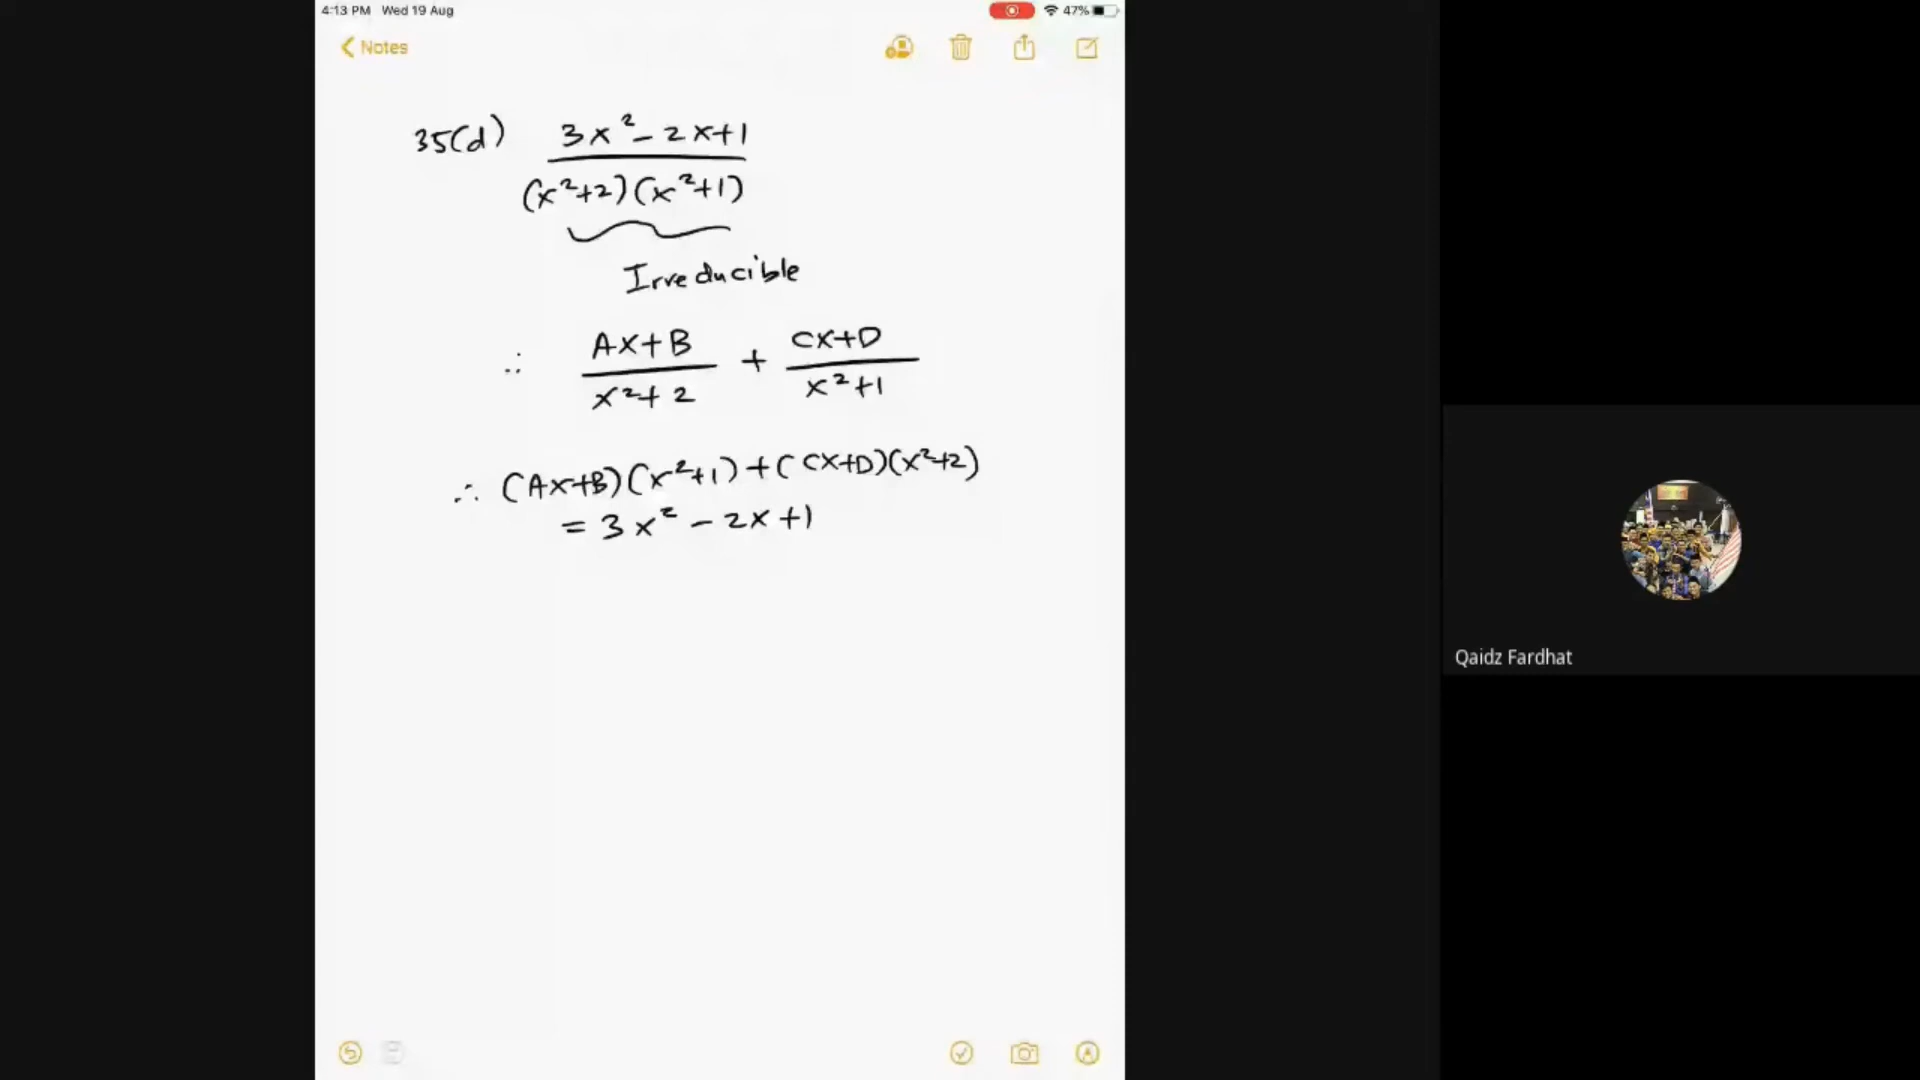 4:13 PM Wed 19 Aug 47%
Notes
35(d) 3x² - 2x+1
(x²+2)(x²+1)
Irreducible
∴ Ax+B + Cx+D
x²+2 x²+1
∴ (Ax+B)(x²+1)+(Cx+D)(x²+2)
= 3x² - 2x+1
Qaidz Fardhat